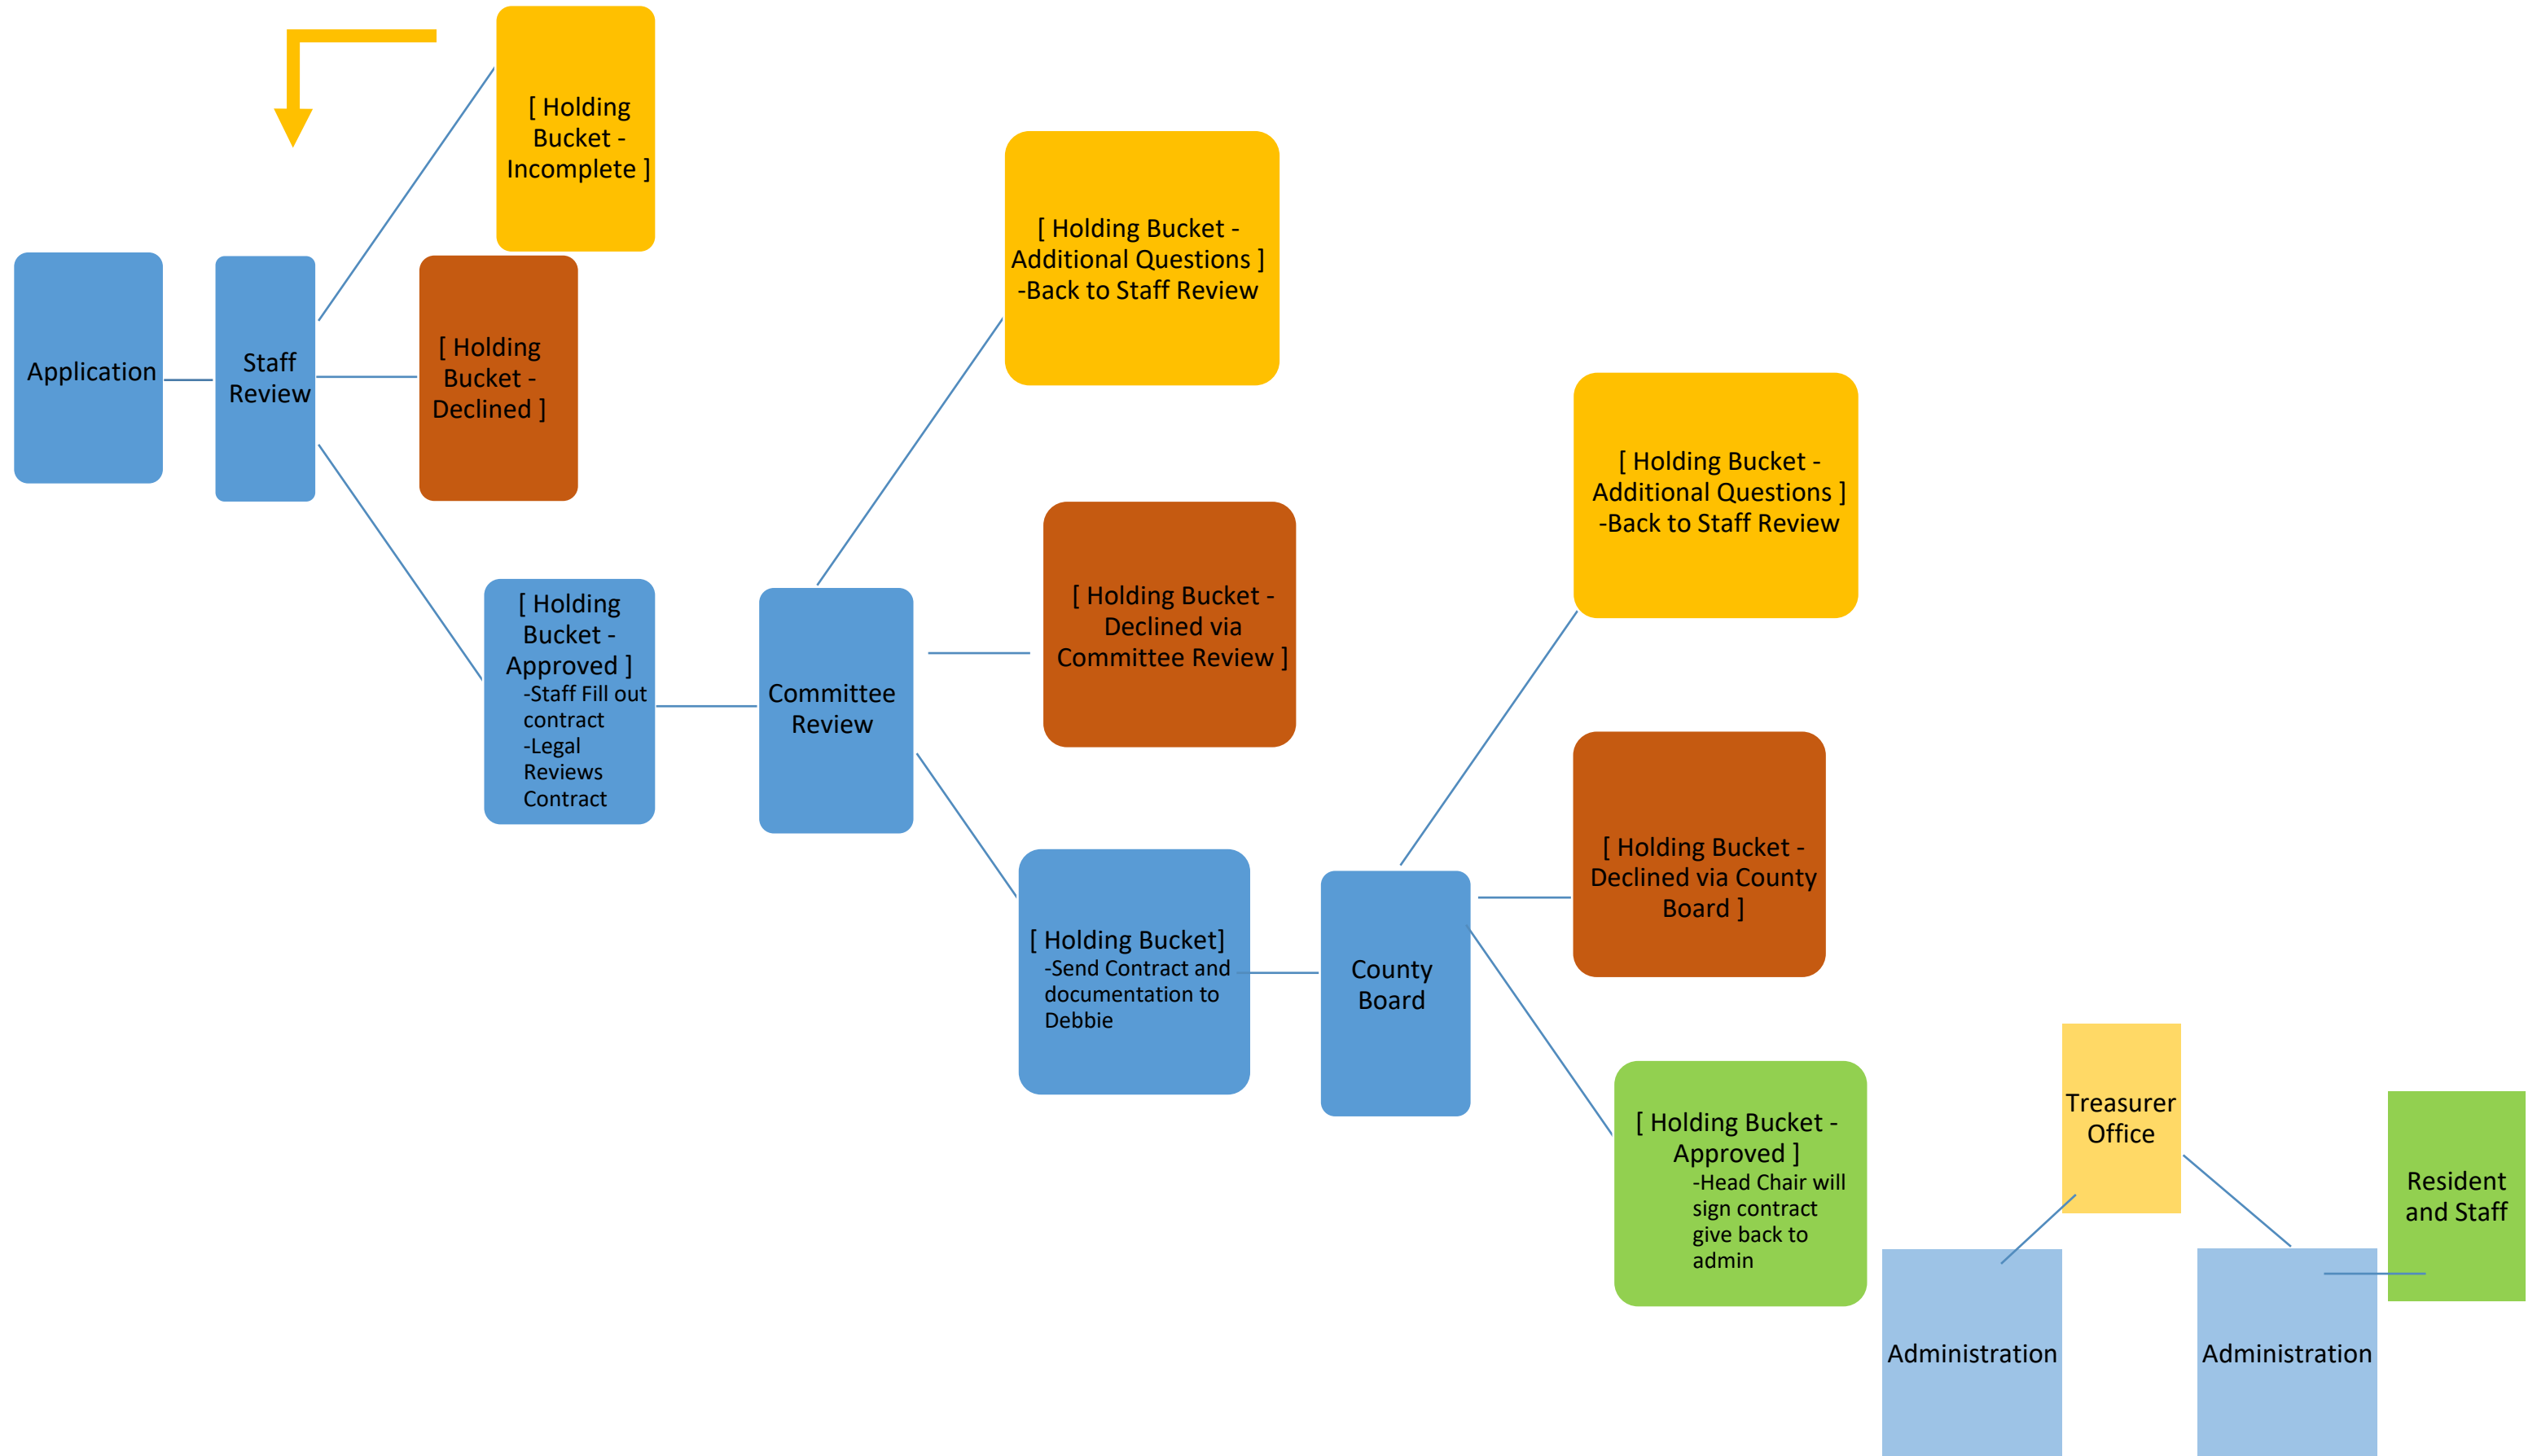 [ Holding
Bucket -
Incomplete ]
Application
Staff
Review
[ Holding
Bucket -
Declined ]
[ Holding
Bucket -
Approved ]
-Staff Fill out
contract
-Legal
Reviews
Contract
Committee
Review
[ Holding Bucket -
Additional Questions ]
-Back to Staff Review
[ Holding Bucket -
Declined via
Committee Review ]
[ Holding Bucket]
-Send Contract and
documentation to
Debbie
County
Board
[ Holding Bucket -
Additional Questions ]
-Back to Staff Review
[ Holding Bucket -
Declined via County
Board ]
[ Holding Bucket -
Approved ]
-Head Chair will
sign contract
give back to
admin
Administration
Treasurer
Office
Administration
Resident
and Staff